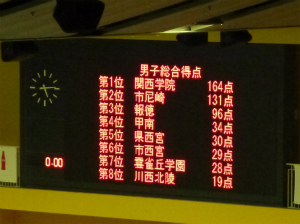 男子総合得点
第1位 関西学院 164点
第2位 市尼崎 131点
第3位 報徳 96点
第4位 甲南 34点
第5位 県西宮 30点
第6位 市西宮 29点
第7位 雲雀丘学園 28点
第8位 川西北陵 19点
0:00